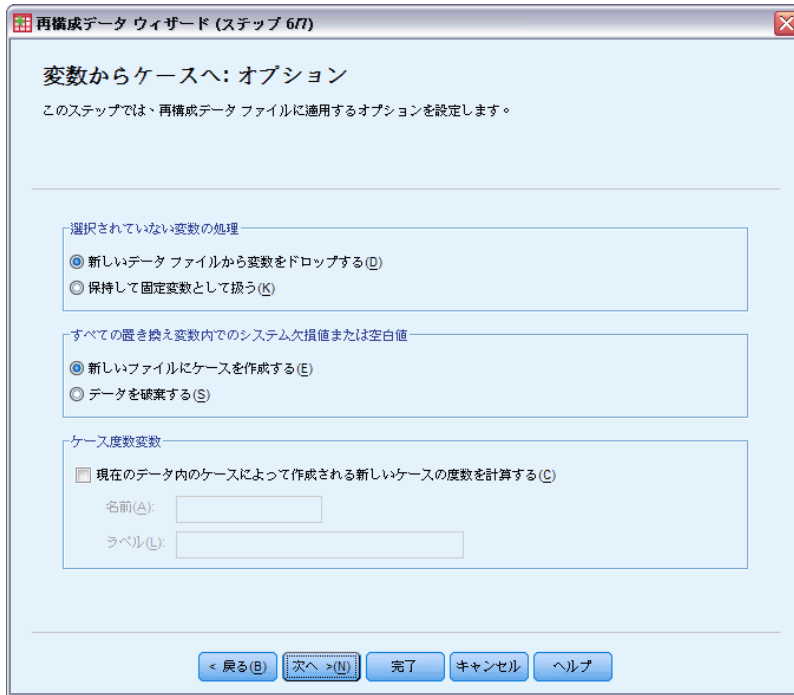 再構成データ ウィザード (ステップ 6/7)
変数からケースへ: オプション
このステップでは、再構成データ ファイルに適用するオプションを設定します。
選択されていない変数の処理
新しいデータ ファイルから変数をドロップする(D)
保持して固定変数として扱う(K)
すべての置き換え変数内でのシステム欠損値または空白値
新しいファイルにケースを作成する(E)
データを破棄する(S)
ケース度数変数
現在のデータ内のケースによって作成される新しいケースの度数を計算する(C)
名前(A):
ラベル(L):
< 戻る(B) 次へ >(N) 完了 キャンセル ヘルプ